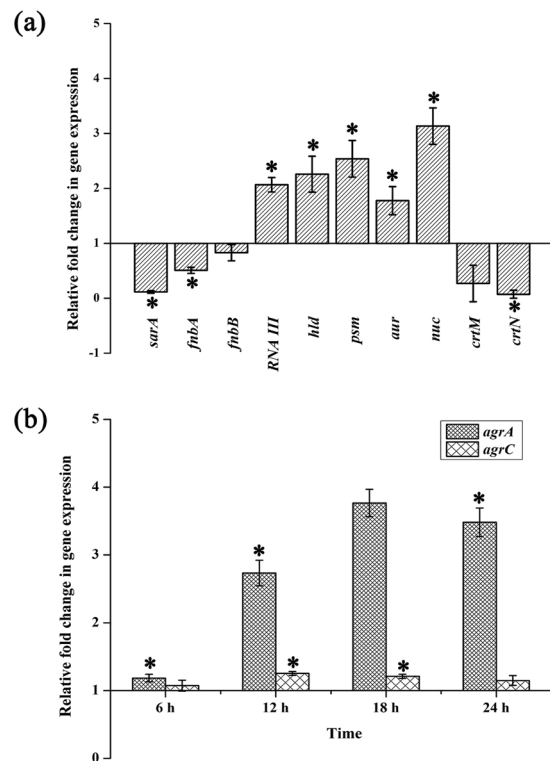 (a)
Relative fold change in gene expression
5
4
3
2
1
0
-1
* * * * * * * *
sarA fnbA fnbB RNA III hld psm aur nuc crtM crtN
(b)
Relative fold change in gene expression
5
4
3
2
1
0
agrA
agrC
* * * * *
6 h 12 h 18 h 24 h
Time